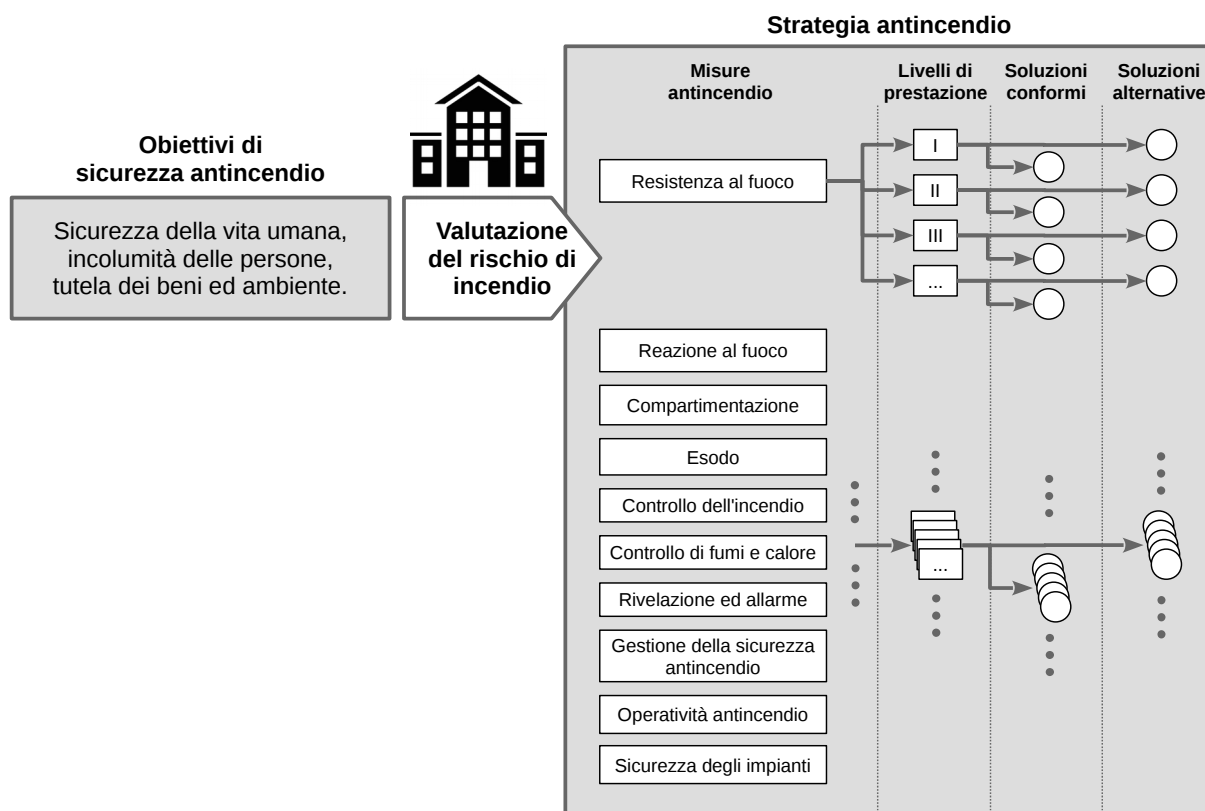 Strategia antincendio
Obiettivi di
sicurezza antincendio
Sicurezza della vita umana,
incolumità delle persone,
tutela dei beni ed ambiente.
Valutazione
del rischio di
incendio
Misure
antincendio
Livelli di
prestazione
Soluzioni
conformi
Soluzioni
alternative
Resistenza al fuoco
I
II
III
...
Reazione al fuoco
Compartimentazione
Esodo
Controllo dell'incendio
Controllo di fumi e calore
...
Rivelazione ed allarme
Gestione della sicurezza
antincendio
Operatività antincendio
Sicurezza degli impianti